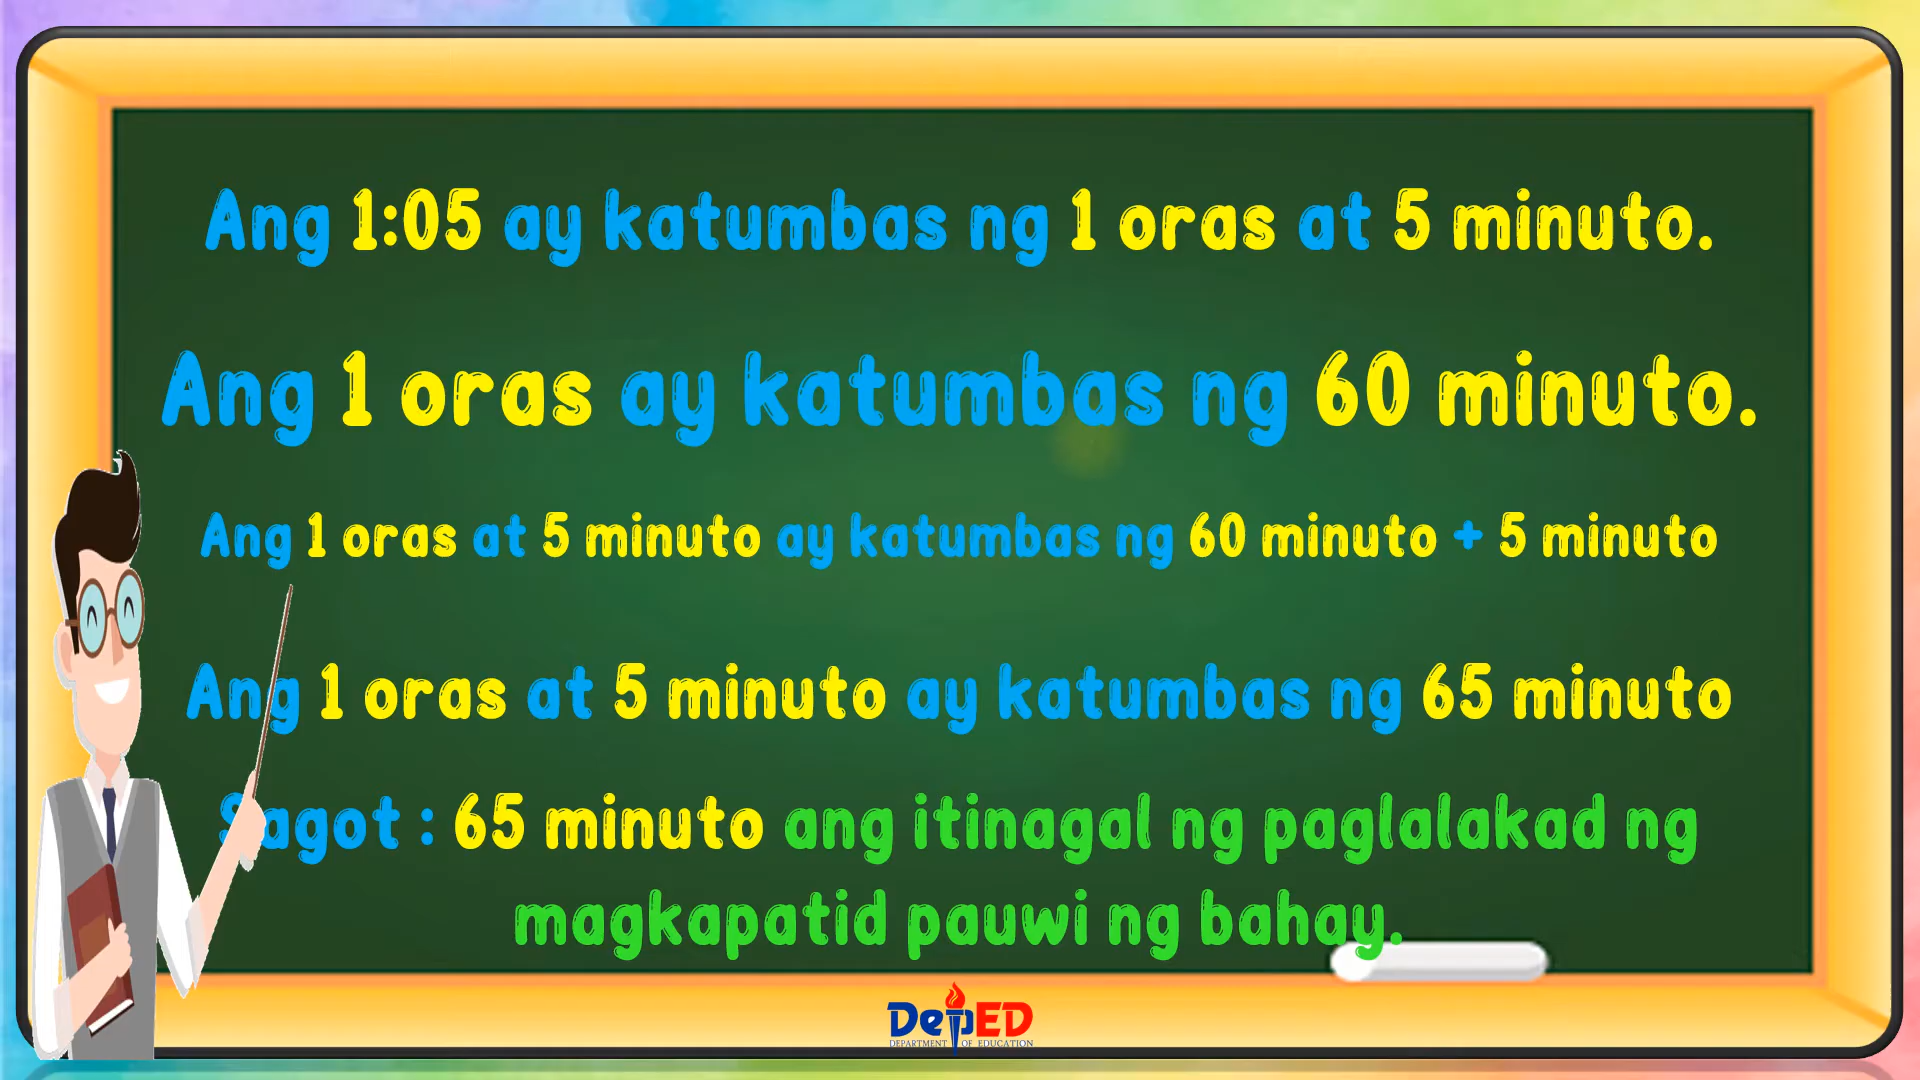 Ang 1:05 ay katumbas ng 1 oras at 5 minuto.
Ang 1 oras ay katumbas ng 60 minuto.
Ang 1 oras at 5 minuto ay katumbas ng 60 minuto + 5 minuto
Ang 1 oras at 5 minuto ay katumbas ng 65 minuto
Sagot : 65 minuto ang itinagal ng paglalakad ng
magkapatid pauwi ng bahay.
DepED
DEPARTMENT OF EDUCATION